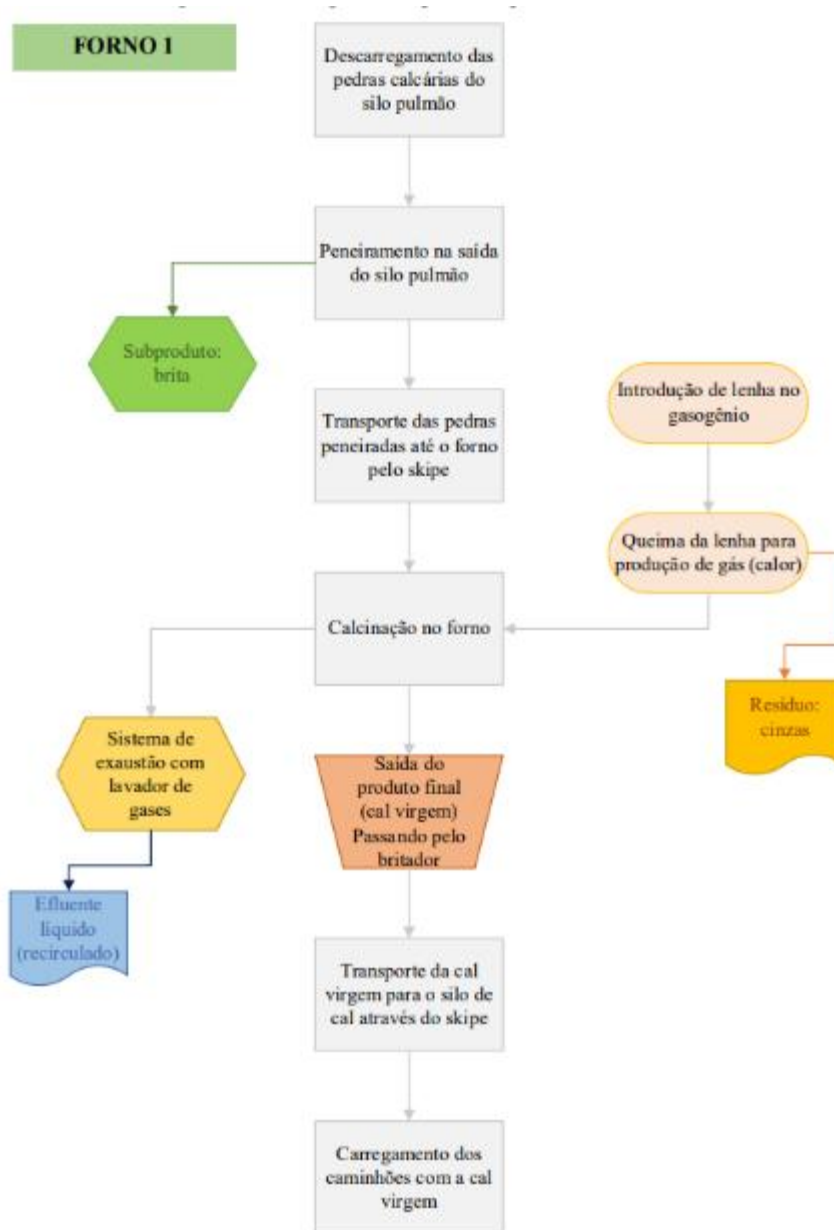 FORNO 1
Descarregamento das
pedras calcárias do
silo pulmão
Peneiramento na saída
do silo pulmão
Subproduto:
brita
Transporte das pedras
peneiradas até o forno
pelo skipe
Introdução de lenha no
gasogênio
Queima da lenha para
produção de gás (calor)
Calcinação no forno
Resíduo:
cinzas
Sistema de
exaustão com
lavador de
gases
Saída do
produto final
(cal virgem)
Passando pelo
britador
Efluente
líquido
(recirculado)
Transporte da cal
virgem para o silo de
cal através do skipe
Carregamento dos
caminhões com a cal
virgem